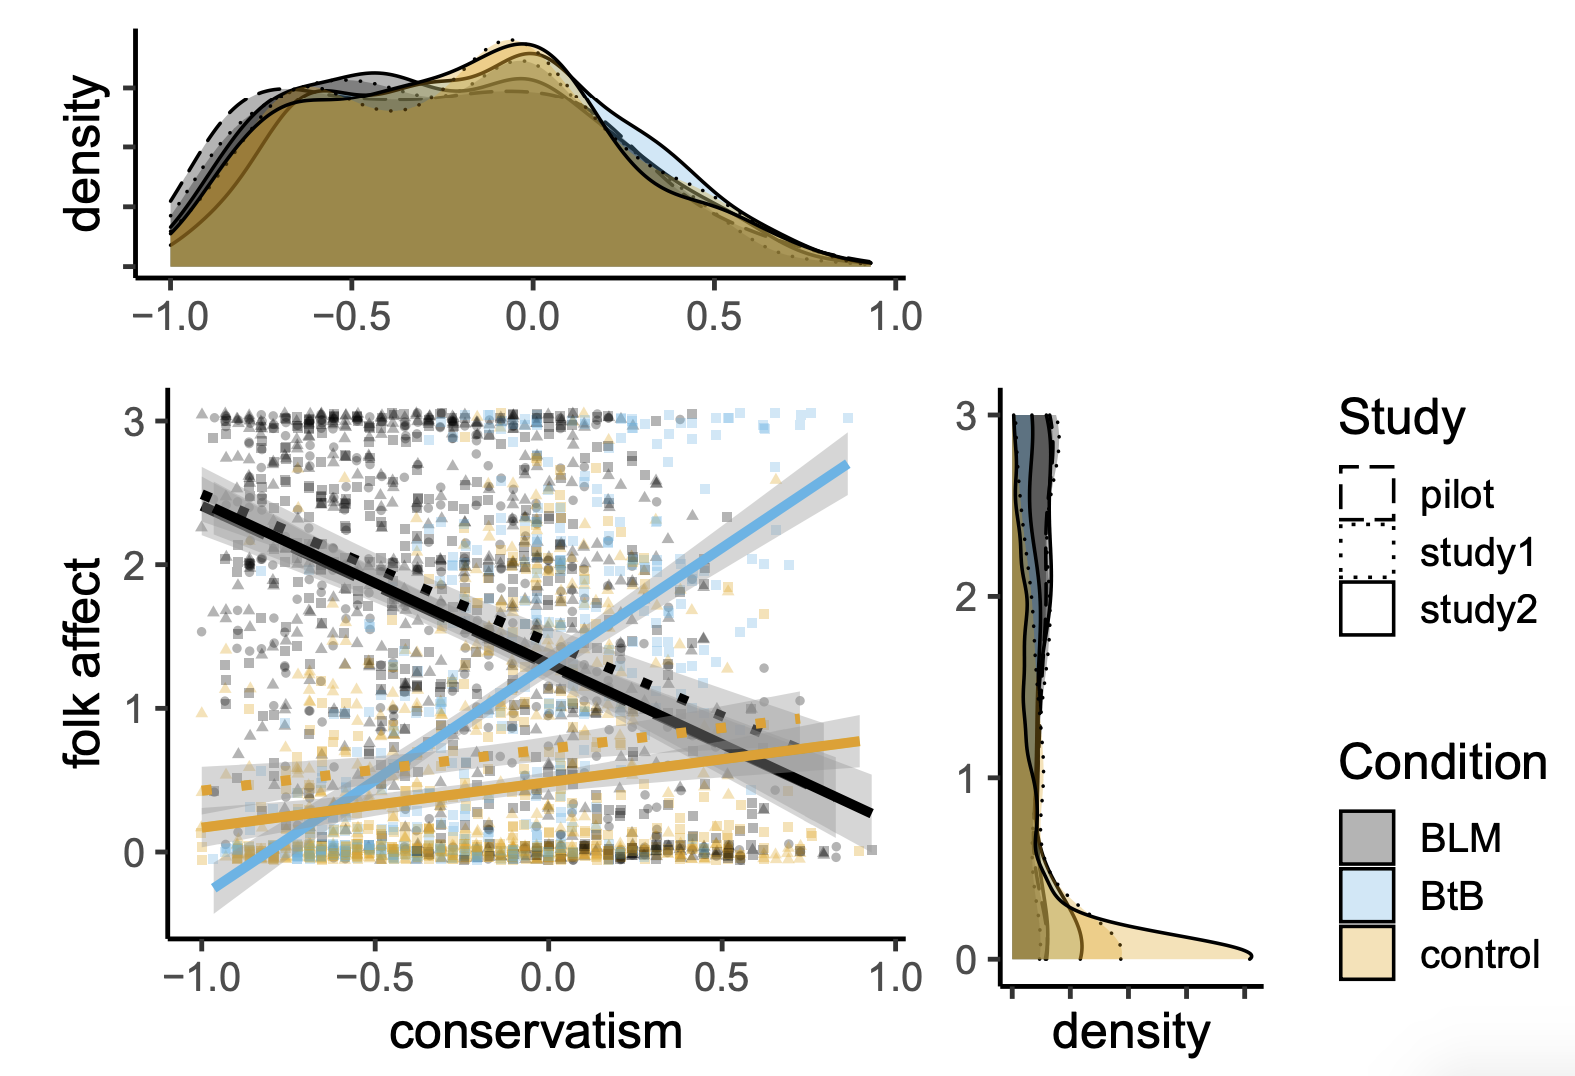 density
−1.0 −0.5 0.0 0.5 1.0
folk affect
3
2
1
0
−1.0 −0.5 0.0 0.5 1.0
conservatism
3
2
1
0
density
Study
pilot
study1
study2
Condition
BLM
BtB
control